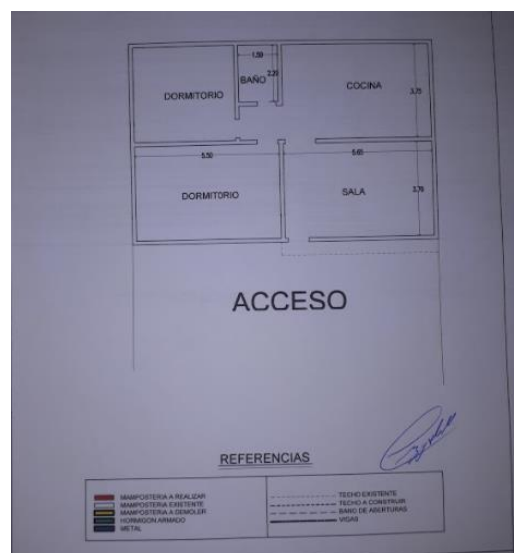 1.50
BAÑO
2.20
DORMITORIO
COCINA
3.75
5.50
5.65
DORMITORIO
SALA
3.76
ACCESO
REFERENCIAS
MAMPOSTERIA A REALIZAR
MAMPOSTERIA EXISTENTE
MAMPOSTERIA A DEMOLER
HORMIGON ARMADO
METAL
TECHO EXISTENTE
TECHO A CONSTRUIR
BANO DE ABERTURAS
VIGAS